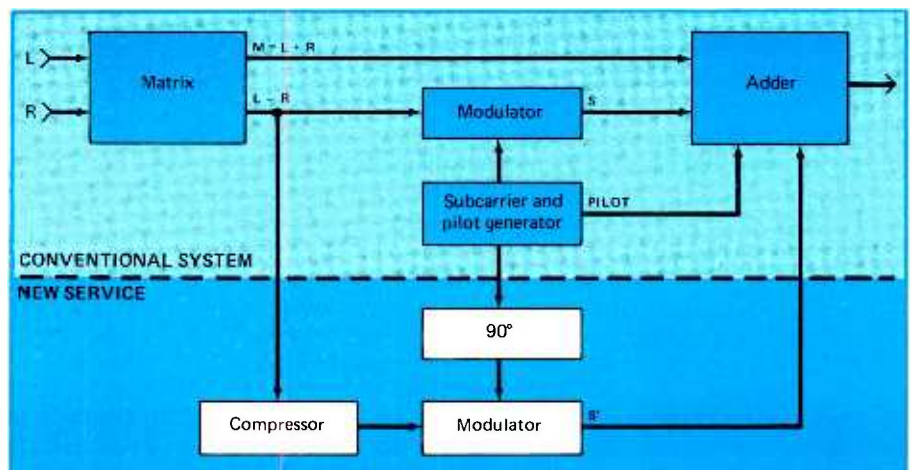 L
M = L + R
Matrix
Adder
R
L - R
Modulator
S
Subcarrier and
pilot generator
PILOT
CONVENTIONAL SYSTEM
NEW SERVICE
90°
Compressor
Modulator
S'